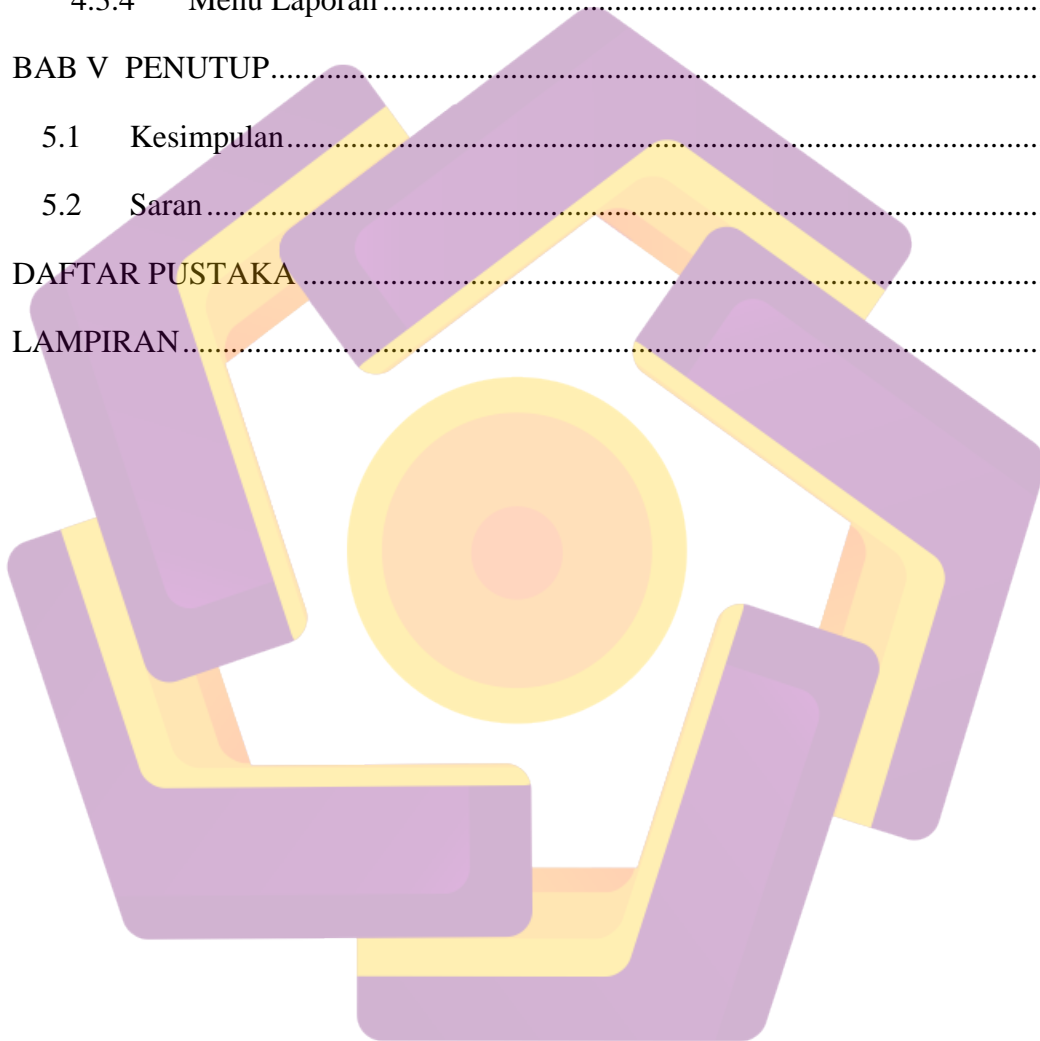 Menu Laporan........................................................................
BAB V PENUTUP........................................................................
5.1 Kesimpulan........................................................................
5.2 Saran........................................................................
DAFTAR PUSTAKA........................................................................
LAMPIRAN........................................................................